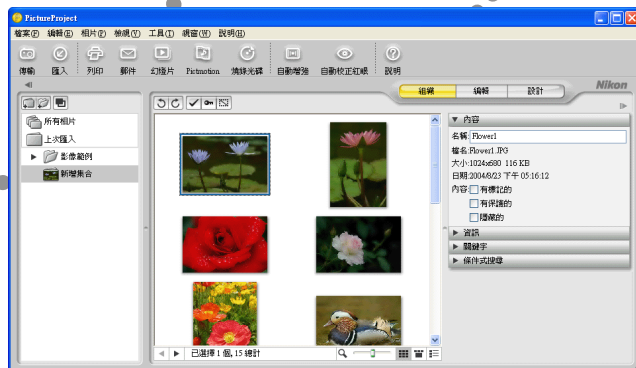 PictureProject
檔案(F) 編輯(E) 相片(P) 檢視(V) 工具(T) 視窗(W) 說明(H)
傳輸 匯入 列印 郵件 幻燈片 Pictmotion 燒錄光碟 自動增強 自動校正紅眼 說明
組織 編輯 設計 Nikon
所有相片
上次匯入
影像範例
新增集合
內容
名稱: Flower1
檔名:Flower1.JPG
大小:1024x680 116 KB
日期:2004/8/23 下午 05:16:12
內容: 有標記的
有保護的
隱藏的
資訊
關鍵字
條件式搜尋
已選擇 1 個, 15 總計